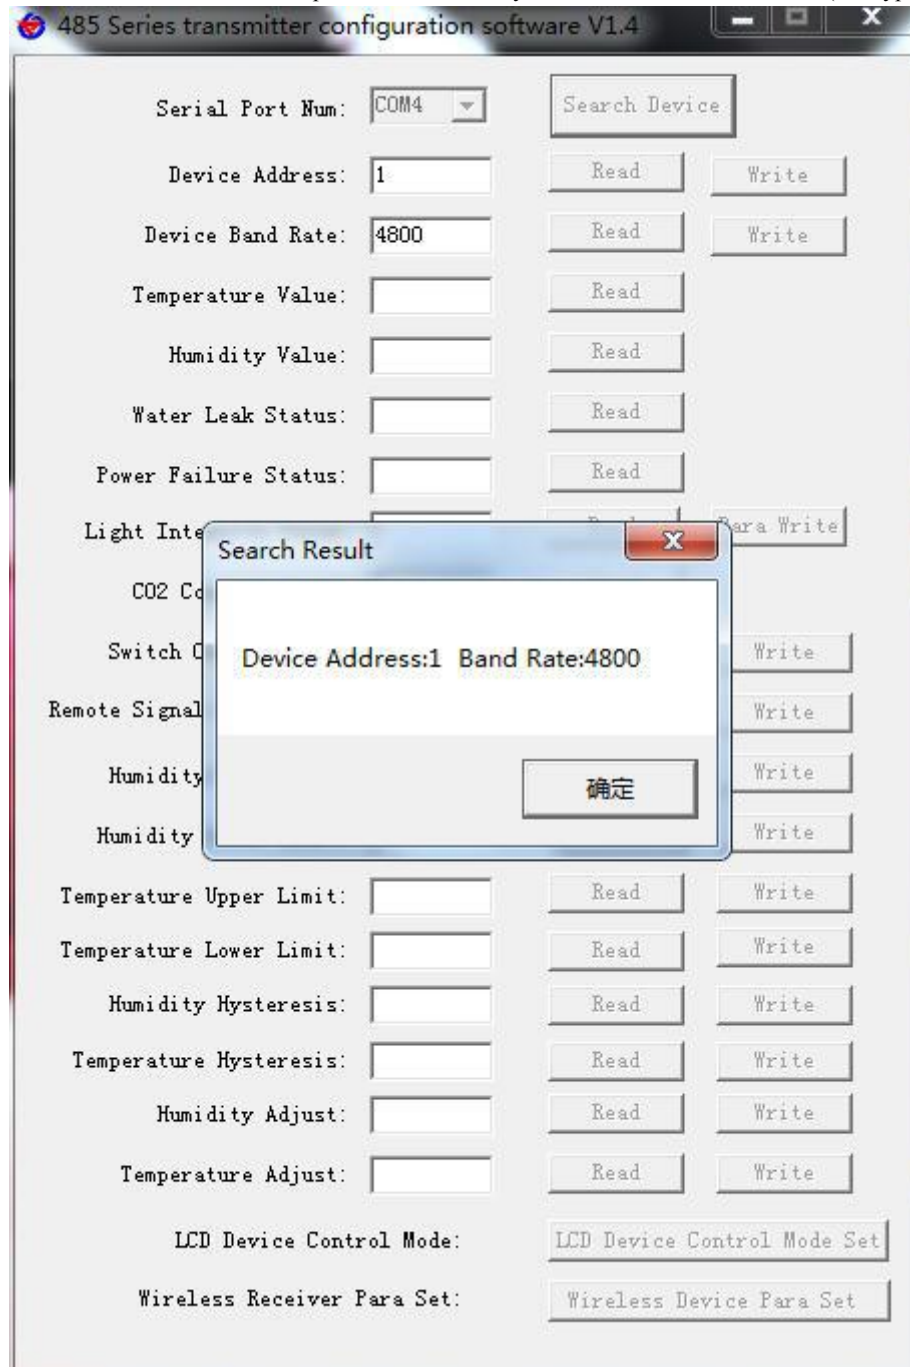 485 Series transmitter configuration software V1.4
Serial Port Num: COM4 Search Device
Device Address: 1 Read Write
Device Band Rate: 4800 Read Write
Temperature Value: Read
Humidity Value: Read
Water Leak Status: Read
Power Failure Status: Read
Light Inte Para Write
Search Result
CO2 Co
Device Address:1 Band Rate:4800
Switch Write
Remote Signal Write
Humidity Write
确定
Humidity Write
Temperature Upper Limit: Read Write
Temperature Lower Limit: Read Write
Humidity Hysteresis: Read Write
Temperature Hysteresis: Read Write
Humidity Adjust: Read Write
Temperature Adjust: Read Write
LCD Device Control Mode: LCD Device Control Mode Set
Wireless Receiver Para Set: Wireless Device Para Set